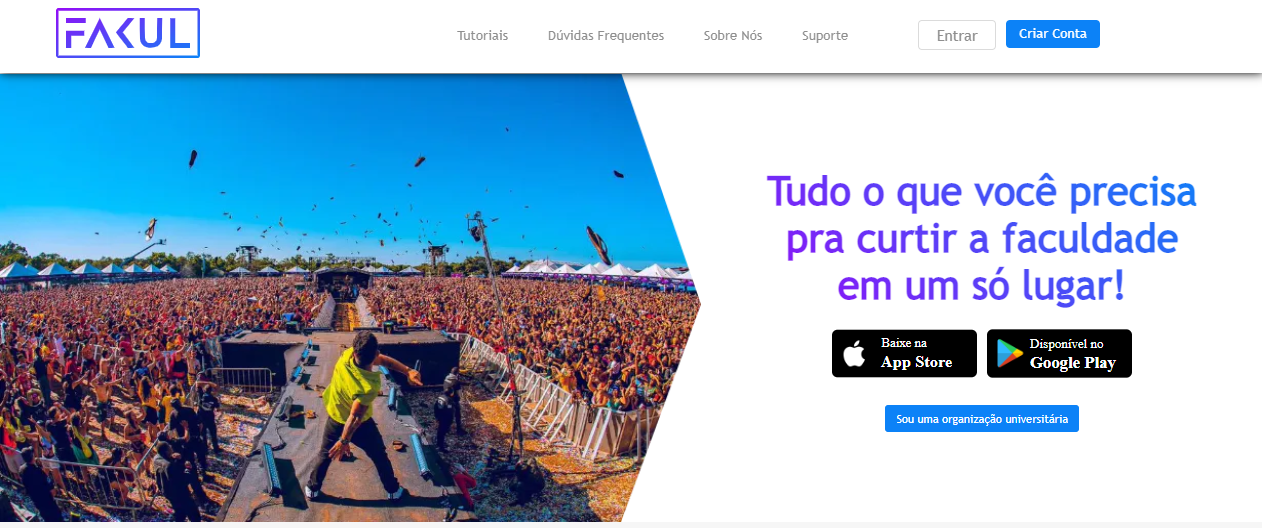 FAKUL
Tutoriais
Dúvidas Frequentes
Sobre Nós
Suporte
Entrar
Criar Conta
Tudo o que você precisa
pra curtir a faculdade
em um só lugar!
Baixe na
App Store
Disponível no
Google Play
Sou uma organização universitária